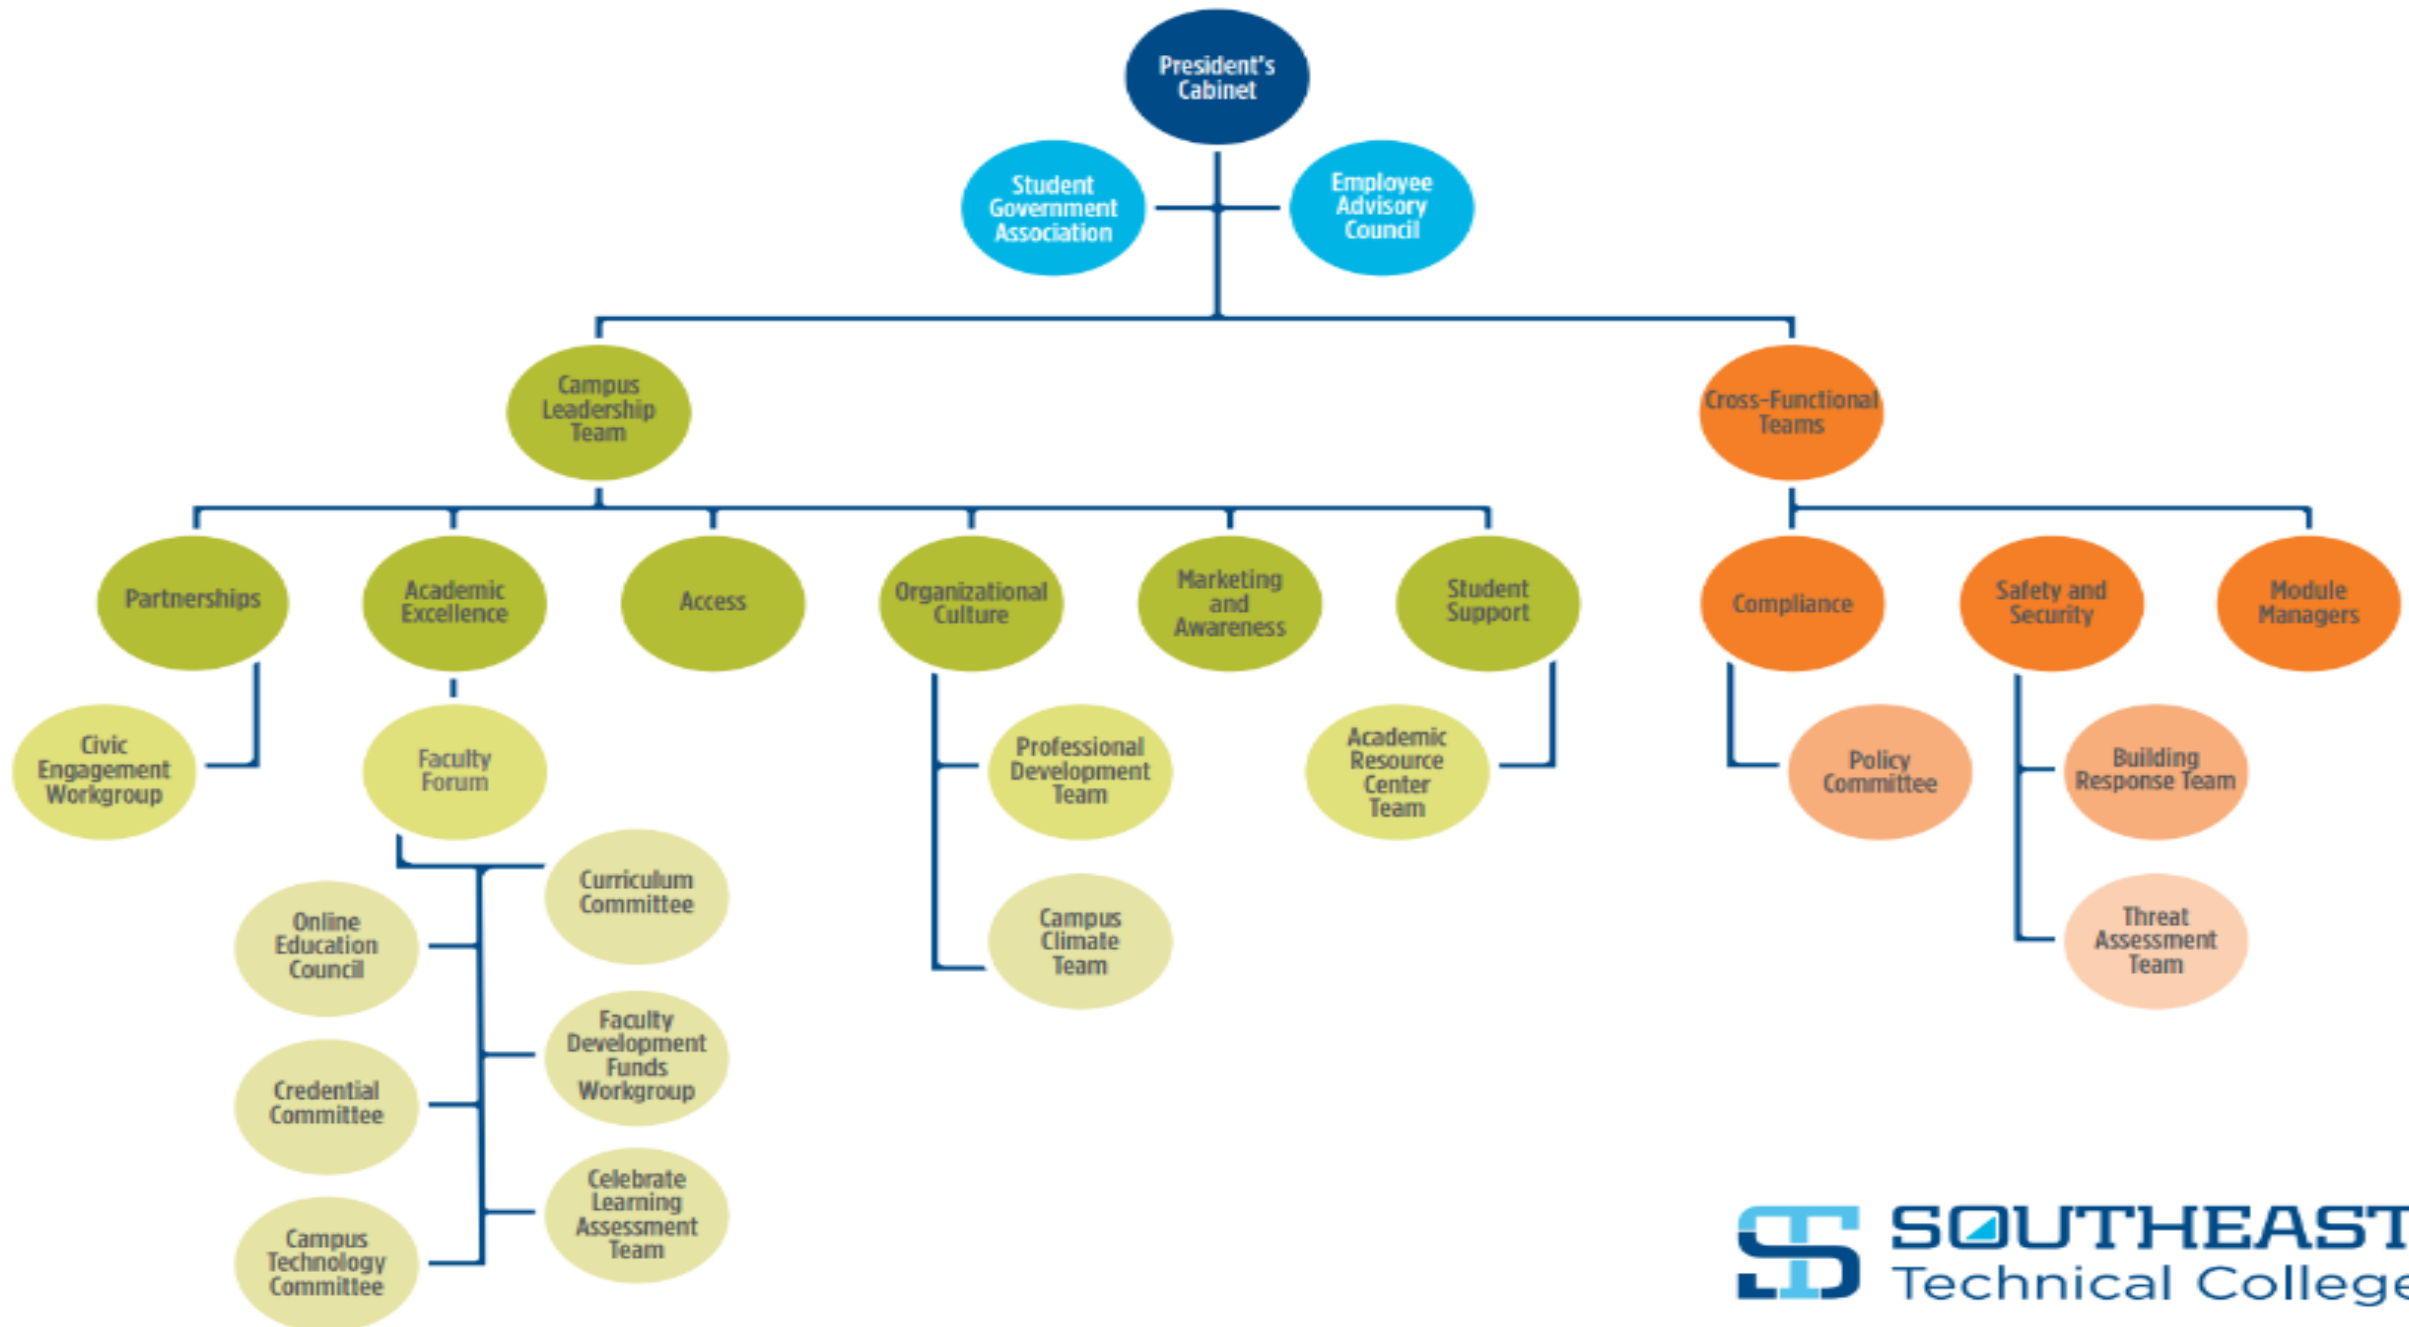 President's
Cabinet
Student
Government
Association
Employee
Advisory
Council
Campus
Leadership
Team
Cross-Functional
Teams
Partnerships
Academic
Excellence
Access
Organizational
Culture
Marketing
and
Awareness
Student
Support
Compliance
Safety and
Security
Module
Managers
Civic
Engagement
Workgroup
Faculty
Forum
Professional
Development
Team
Academic
Resource
Center
Team
Policy
Committee
Building
Response Team
Curriculum
Committee
Online
Education
Council
Campus
Climate
Team
Threat
Assessment
Team
Faculty
Development
Funds
Workgroup
Credential
Committee
Celebrate
Learning
Assessment
Team
Campus
Technology
Committee
ST
SOUTHEAST
Technical College